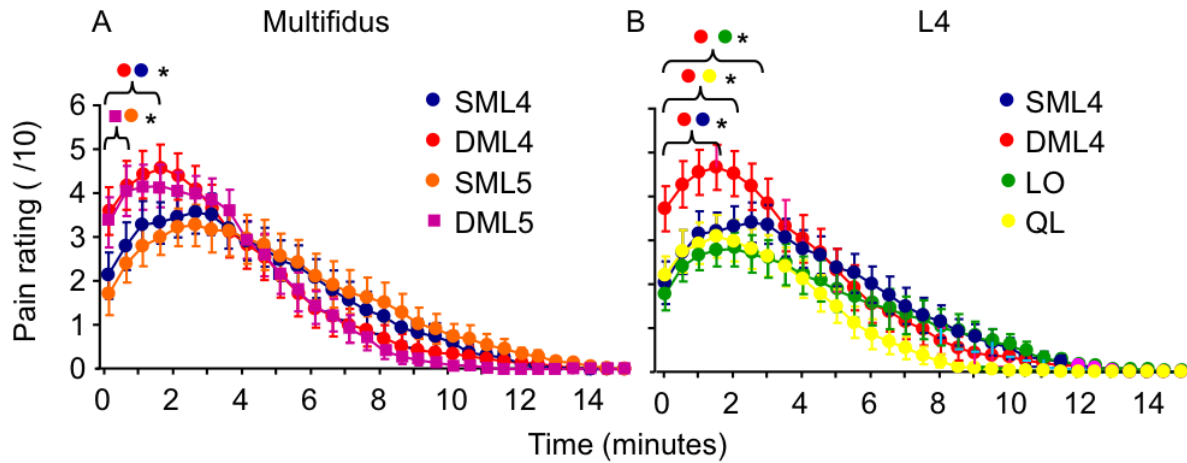 A Multifidus
B L4
*
*
*
*
*
Pain rating ( /10)
6
5
4
3
2
1
0
SML4
DML4
SML5
DML5
SML4
DML4
LO
QL
0 2 4 6 8 10 12 14
0 2 4 6 8 10 12 14
Time (minutes)